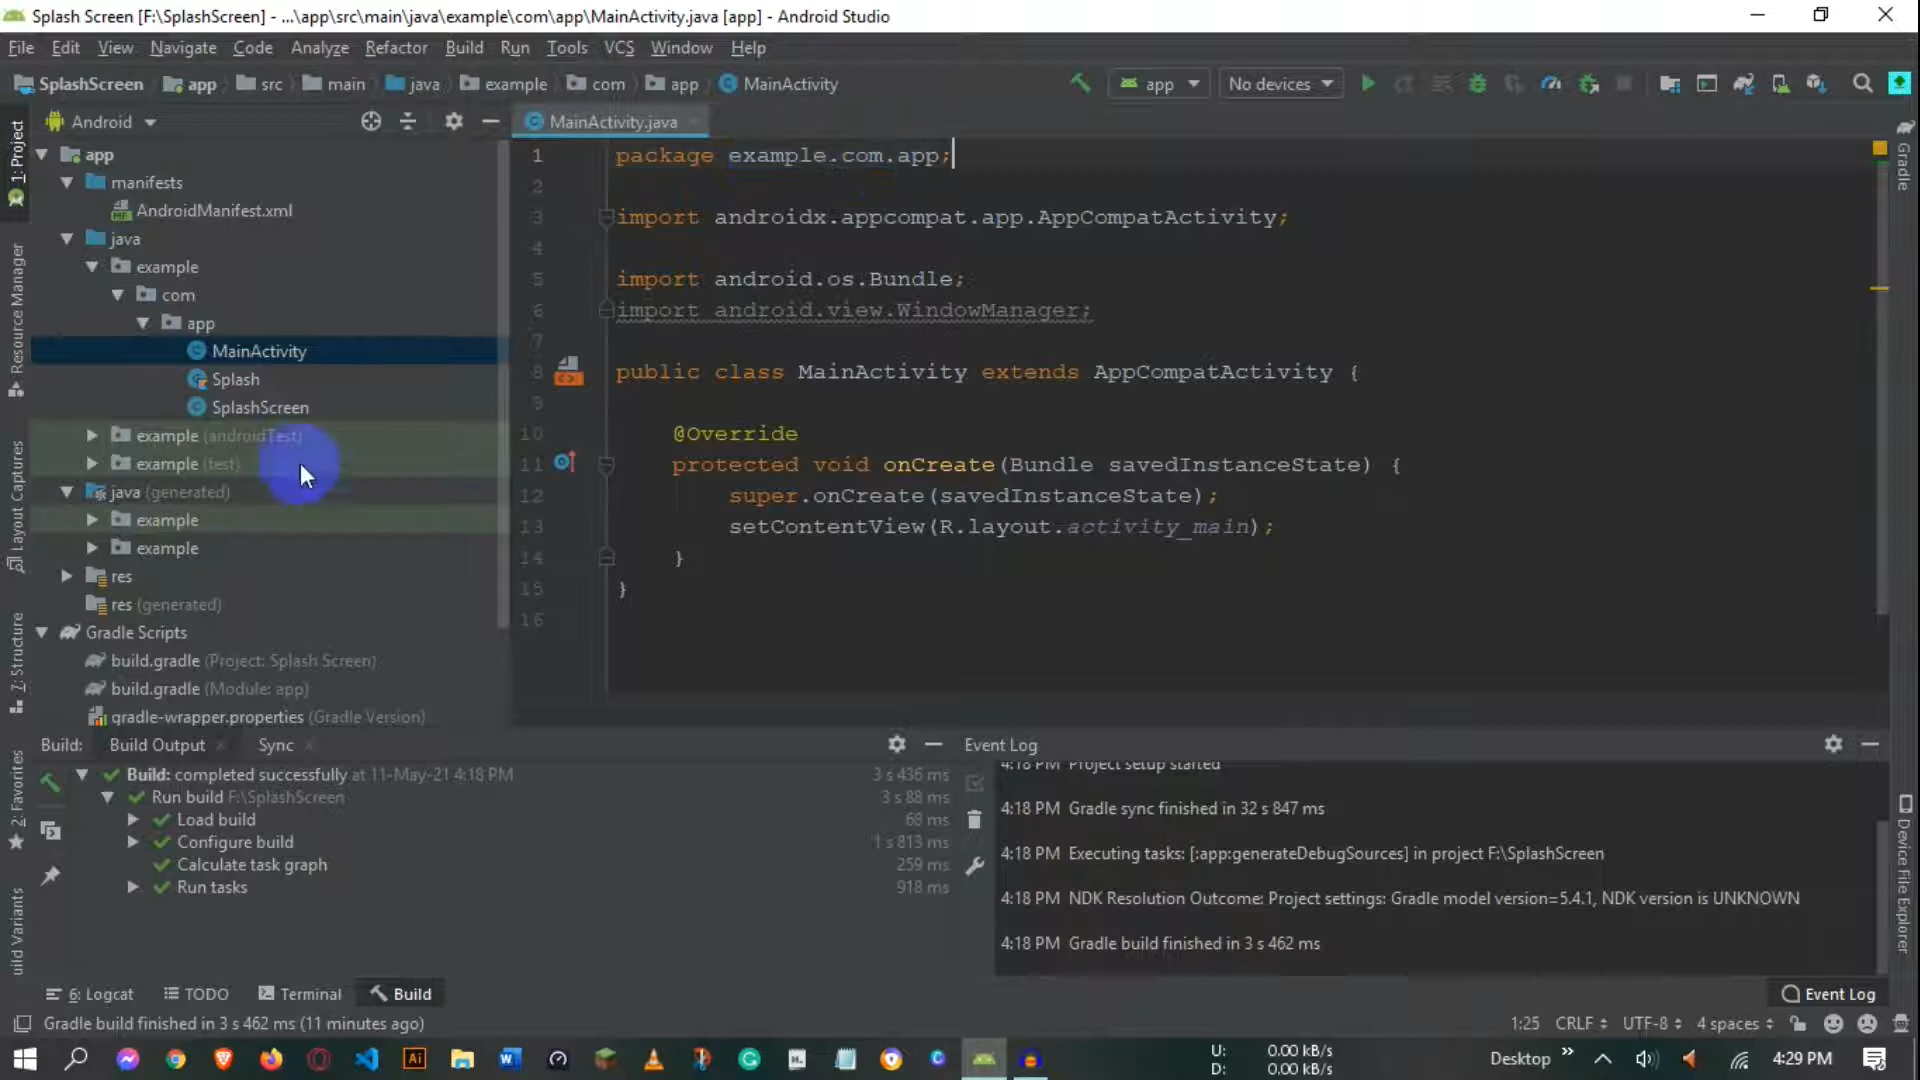 Splash Screen [F:\SplashScreen] - ...\app\src\main\java\example\com\app\MainActivity.java [app] - Android Studio
File Edit View Navigate Code Analyze Refactor Build Run Tools VCS Window Help
SplashScreen app src main java example com app MainActivity app No devices
Android MainActivity.java
1: Project
Resource Manager
Layout Captures
7: Structure
2: Favorites
uild Variants
app
manifests
AndroidManifest.xml
java
example
com
app
MainActivity
Splash
SplashScreen
example (androidTest)
example (test)
java (generated)
example
example
res
res (generated)
Gradle Scripts
build.gradle (Project: Splash Screen)
build.gradle (Module: app)
gradle-wrapper.properties (Gradle Version)
1 package example.com.app;
2
3 import androidx.appcompat.app.AppCompatActivity;
4
5 import android.os.Bundle;
6 import android.view.WindowManager;
7
8 public class MainActivity extends AppCompatActivity {
9
10 @Override
11 protected void onCreate(Bundle savedInstanceState) {
12 super.onCreate(savedInstanceState);
13 setContentView(R.layout.activity_main);
14 }
15 }
16
Gradle
Device File Explorer
Build: Build Output Sync
Build: completed successfully at 11-May-21 4:18 PM 3 s 436 ms
Run build F:\SplashScreen 3 s 88 ms
Load build 68 ms
Configure build 1 s 813 ms
Calculate task graph 259 ms
Run tasks 918 ms
Event Log
4:18 PM Project setup started
4:18 PM Gradle sync finished in 32 s 847 ms
4:18 PM Executing tasks: [:app:generateDebugSources] in project F:\SplashScreen
4:18 PM NDK Resolution Outcome: Project settings: Gradle model version=5.4.1, NDK version is UNKNOWN
4:18 PM Gradle build finished in 3 s 462 ms
6: Logcat TODO Terminal Build Event Log
Gradle build finished in 3 s 462 ms (11 minutes ago) 1:25 CRLF UTF-8 4 spaces
U: 0.00 kB/s
D: 0.00 kB/s
Desktop 4:29 PM